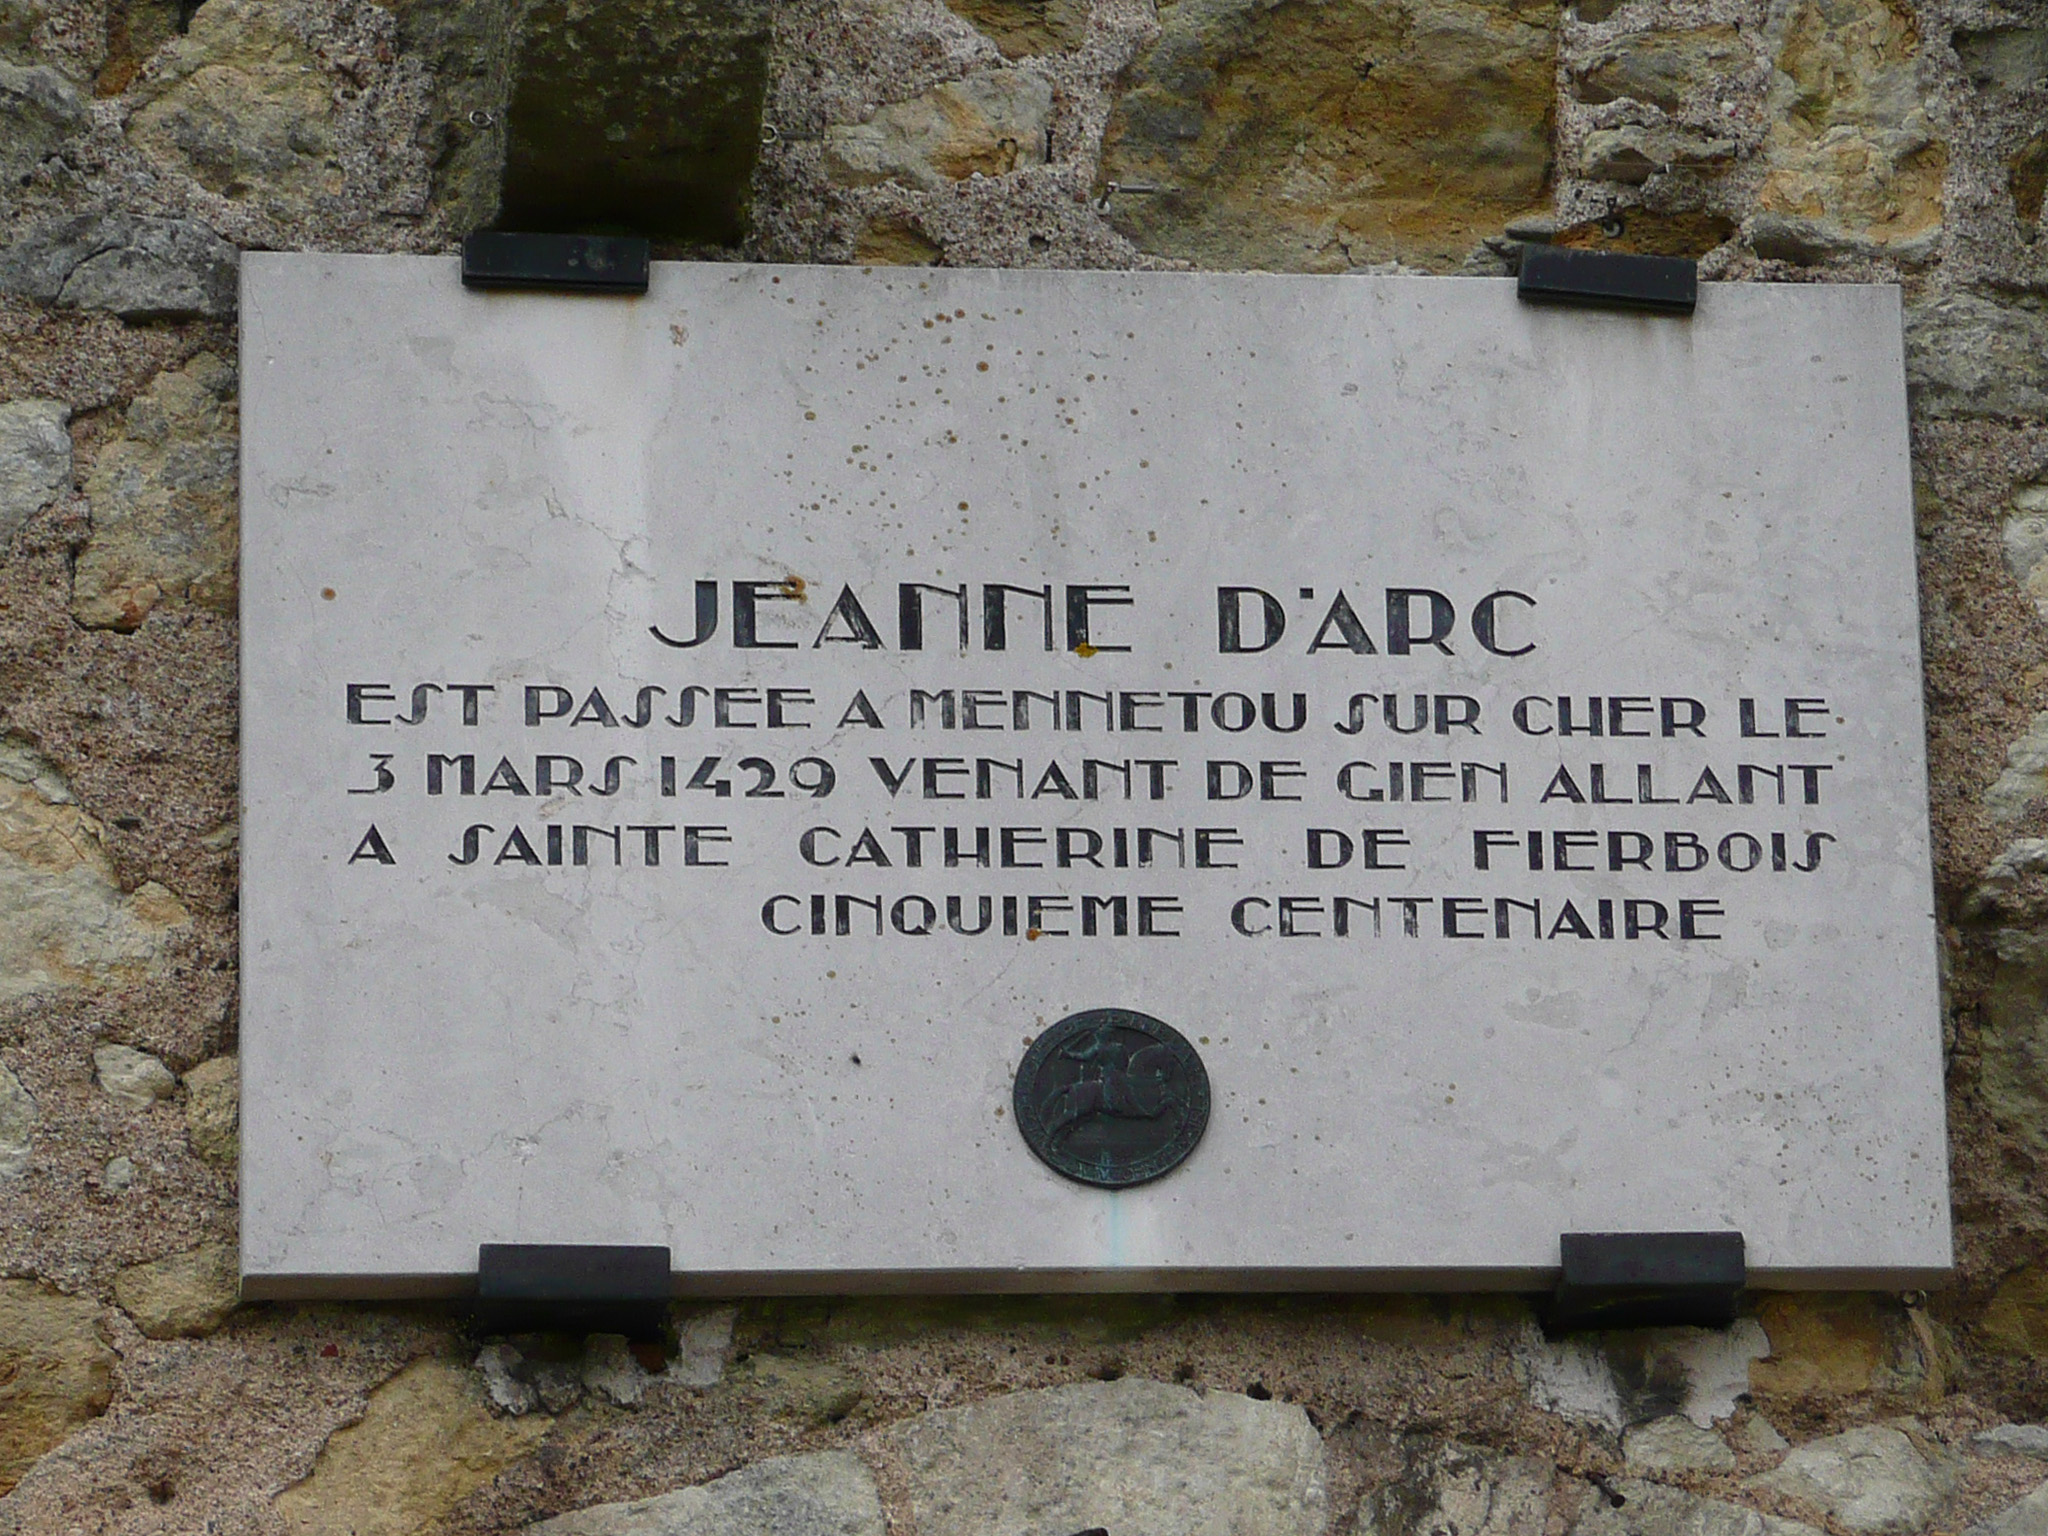 JEANNE D'ARC
EST PASSEE A MENNETOU SUR CHER LE
3 MARS 1429 VENANT DE GIEN ALLANT
A SAINTE CATHERINE DE FIERBOIS
CINQUIEME CENTENAIRE